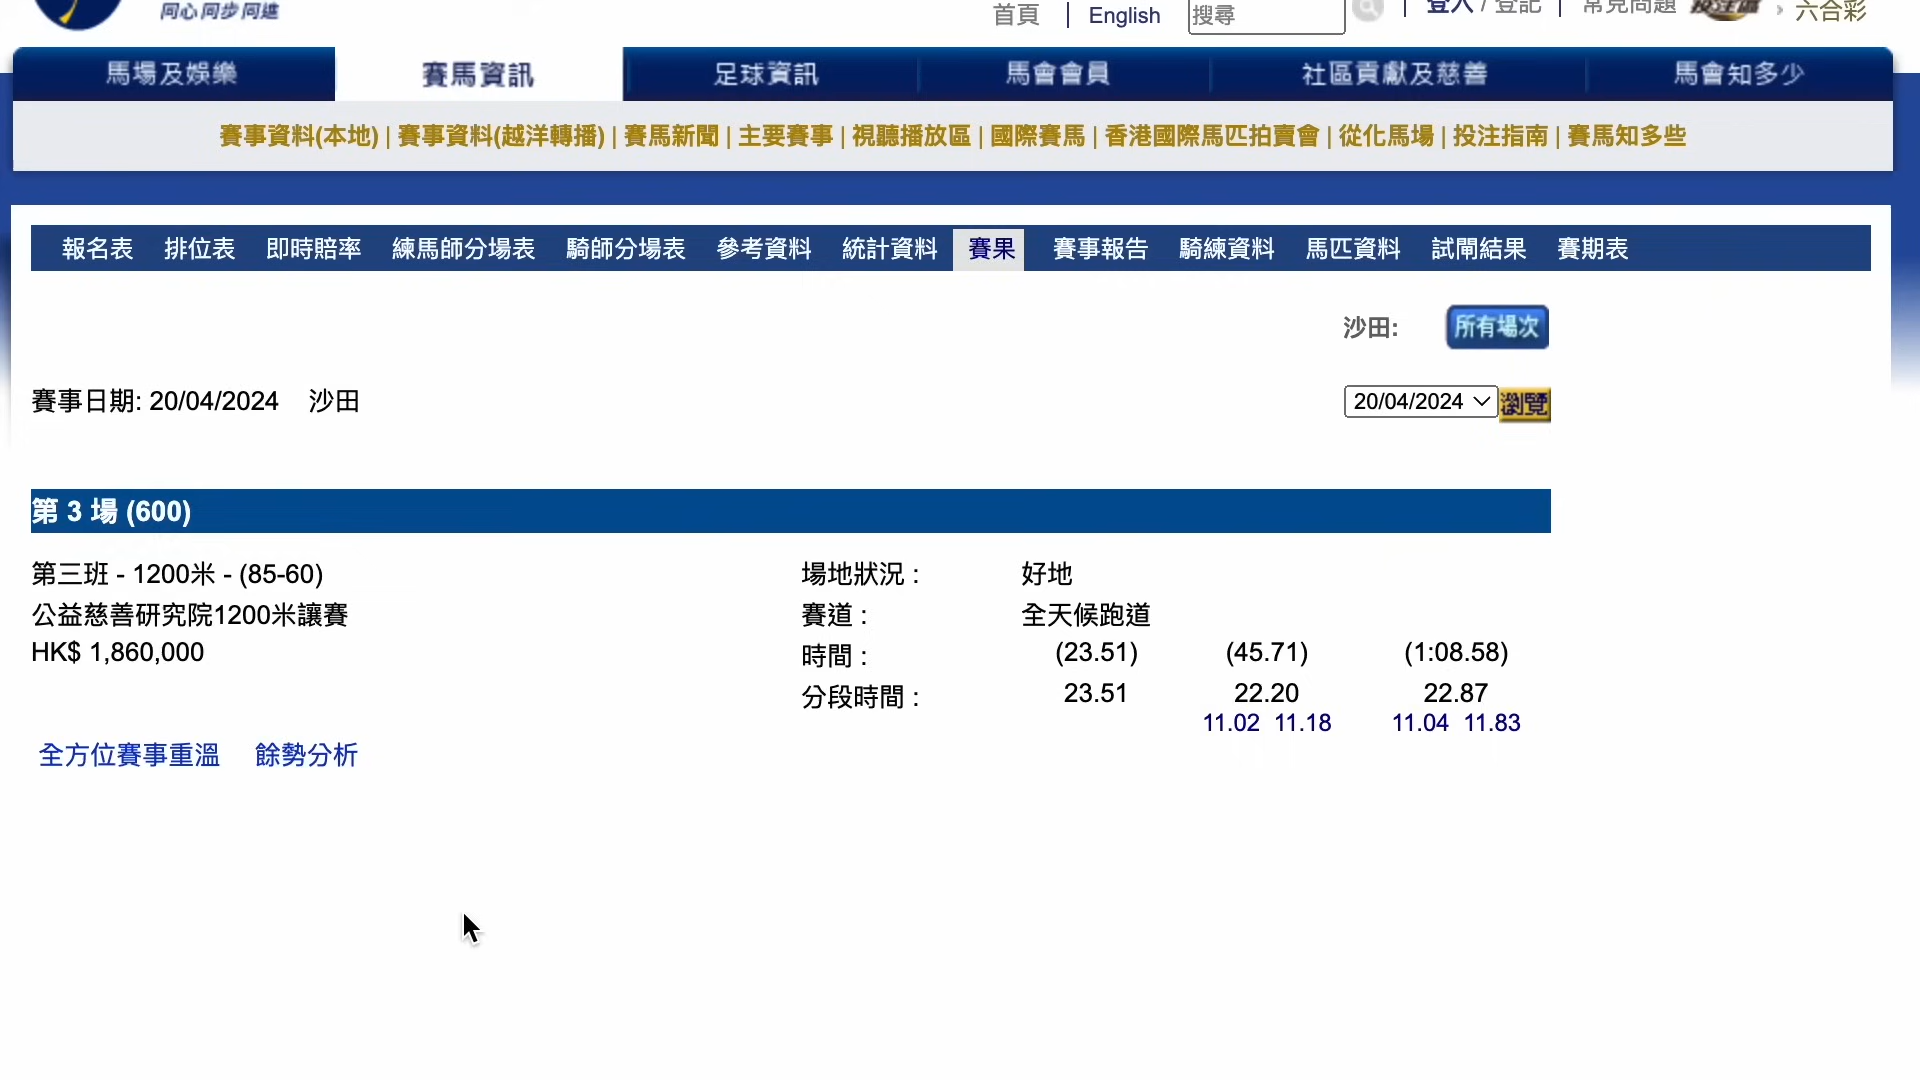 同心同步同進
首頁 | English 搜尋 | 登入 / 登記 | 常見問題 投注區 › 六合彩
馬場及娛樂 賽馬資訊 足球資訊 馬會會員 社區貢獻及慈善 馬會知多少
賽事資料(本地) | 賽事資料(越洋轉播) | 賽馬新聞 | 主要賽事 | 視聽播放區 | 國際賽馬 | 香港國際馬匹拍賣會 | 從化馬場 | 投注指南 | 賽馬知多些
報名表 排位表 即時賠率 練馬師分場表 騎師分場表 參考資料 統計資料 賽果 賽事報告 騎練資料 馬匹資料 試閘結果 賽期表
沙田: 所有場次
賽事日期: 20/04/2024 沙田 20/04/2024 瀏覽
第 3 場 (600)
第三班 - 1200米 - (85-60) 場地狀況 : 好地
公益慈善研究院1200米讓賽 賽道 : 全天候跑道
HK$ 1,860,000 時間 : (23.51) (45.71) (1:08.58)
分段時間 : 23.51 22.20 22.87
11.02 11.18 11.04 11.83
全方位賽事重溫 餘勢分析